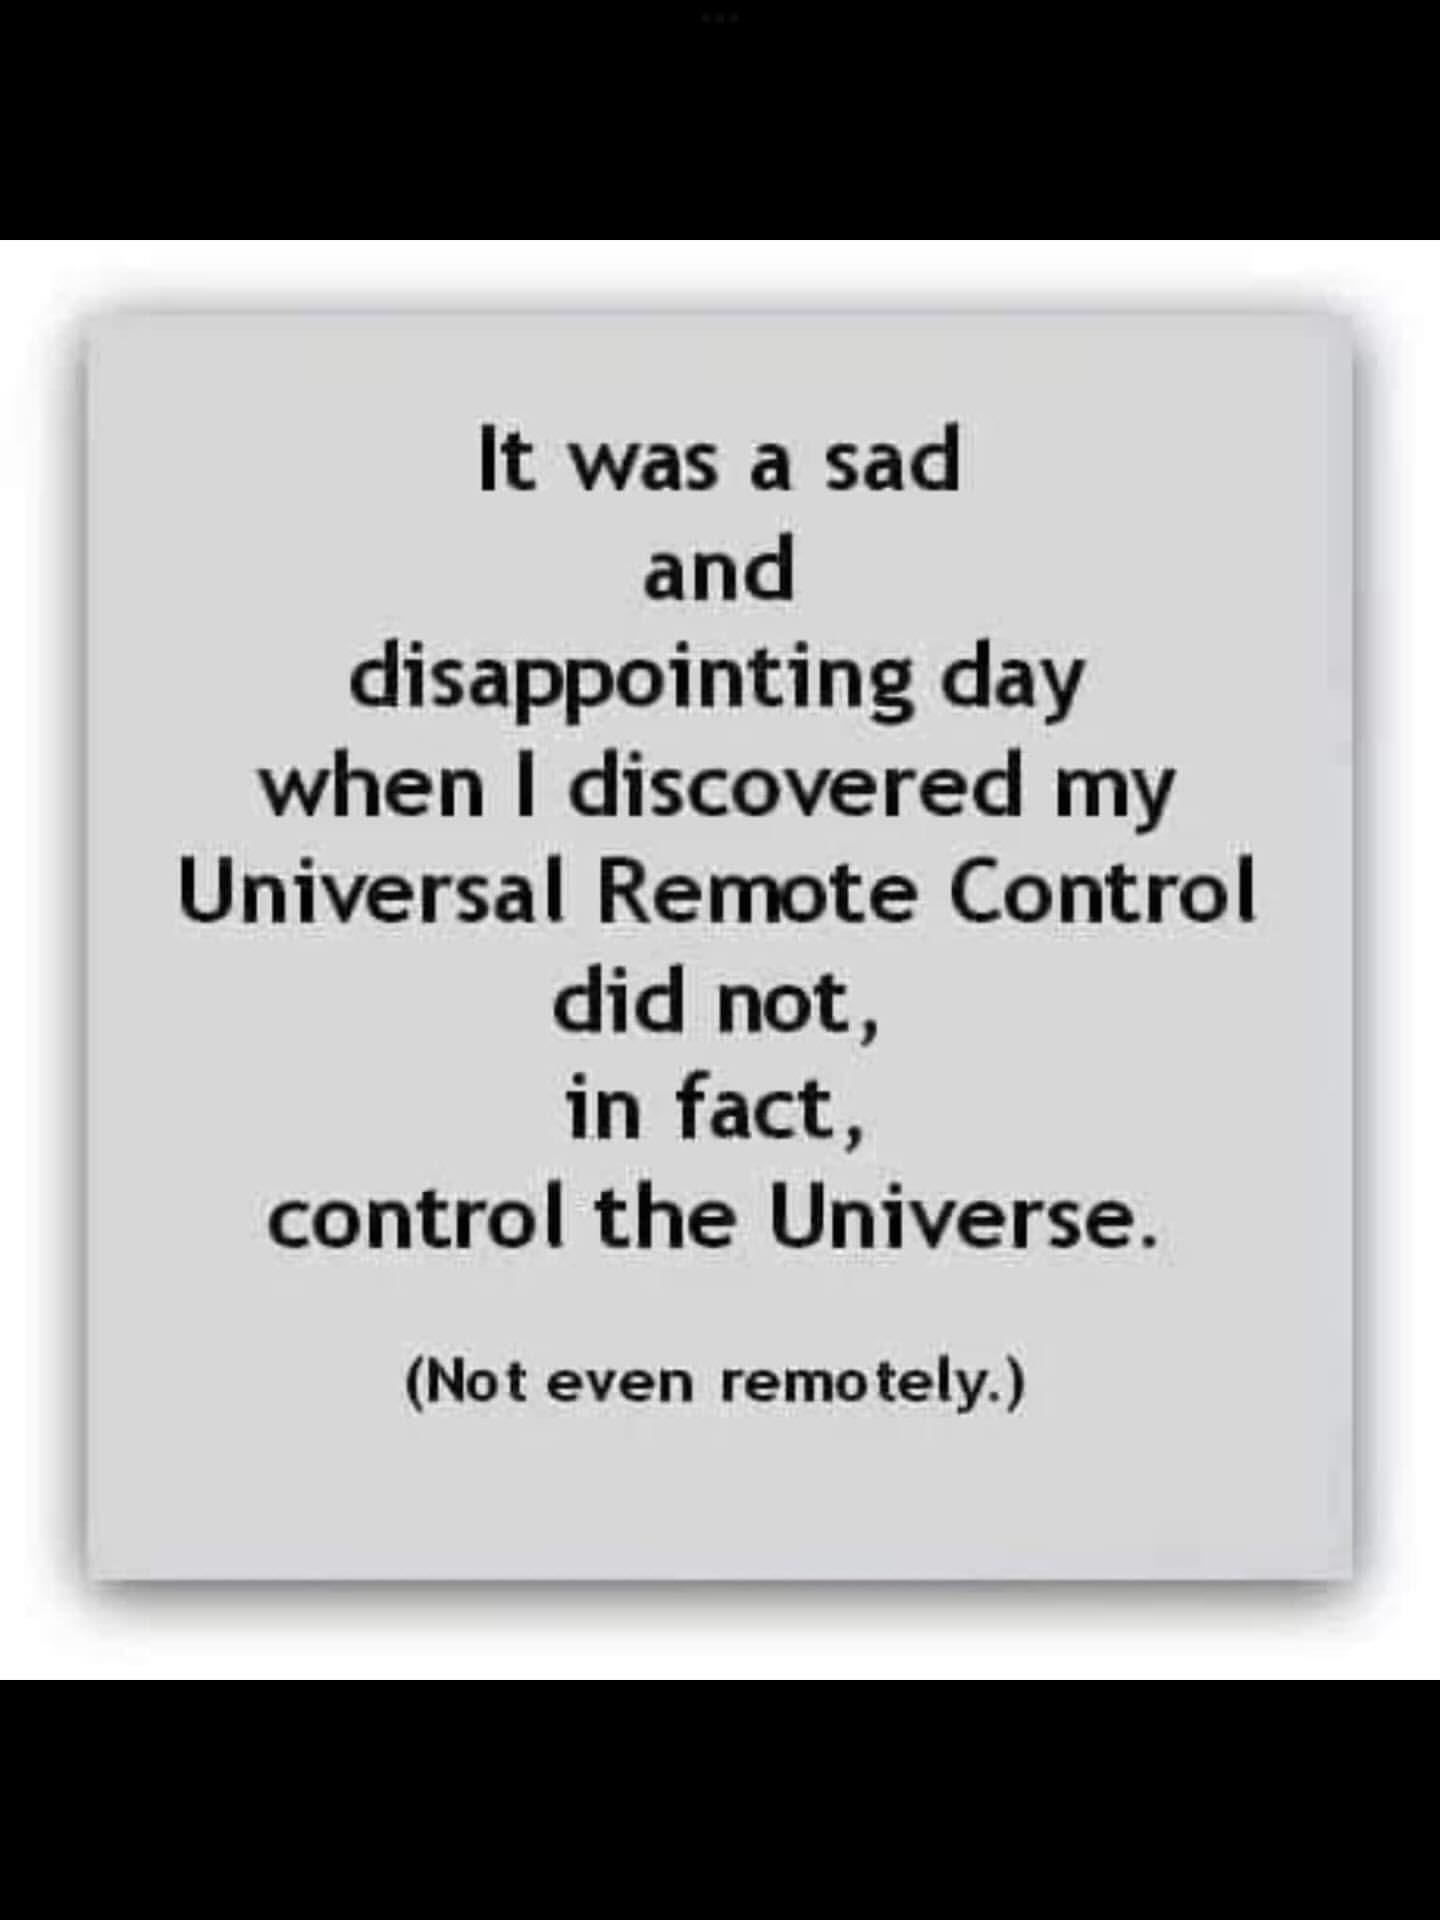 It was a sad
and
disappointing day
when I discovered my
Universal Remote Control
did not,
in fact,
control the Universe.
(Not even remotely.)